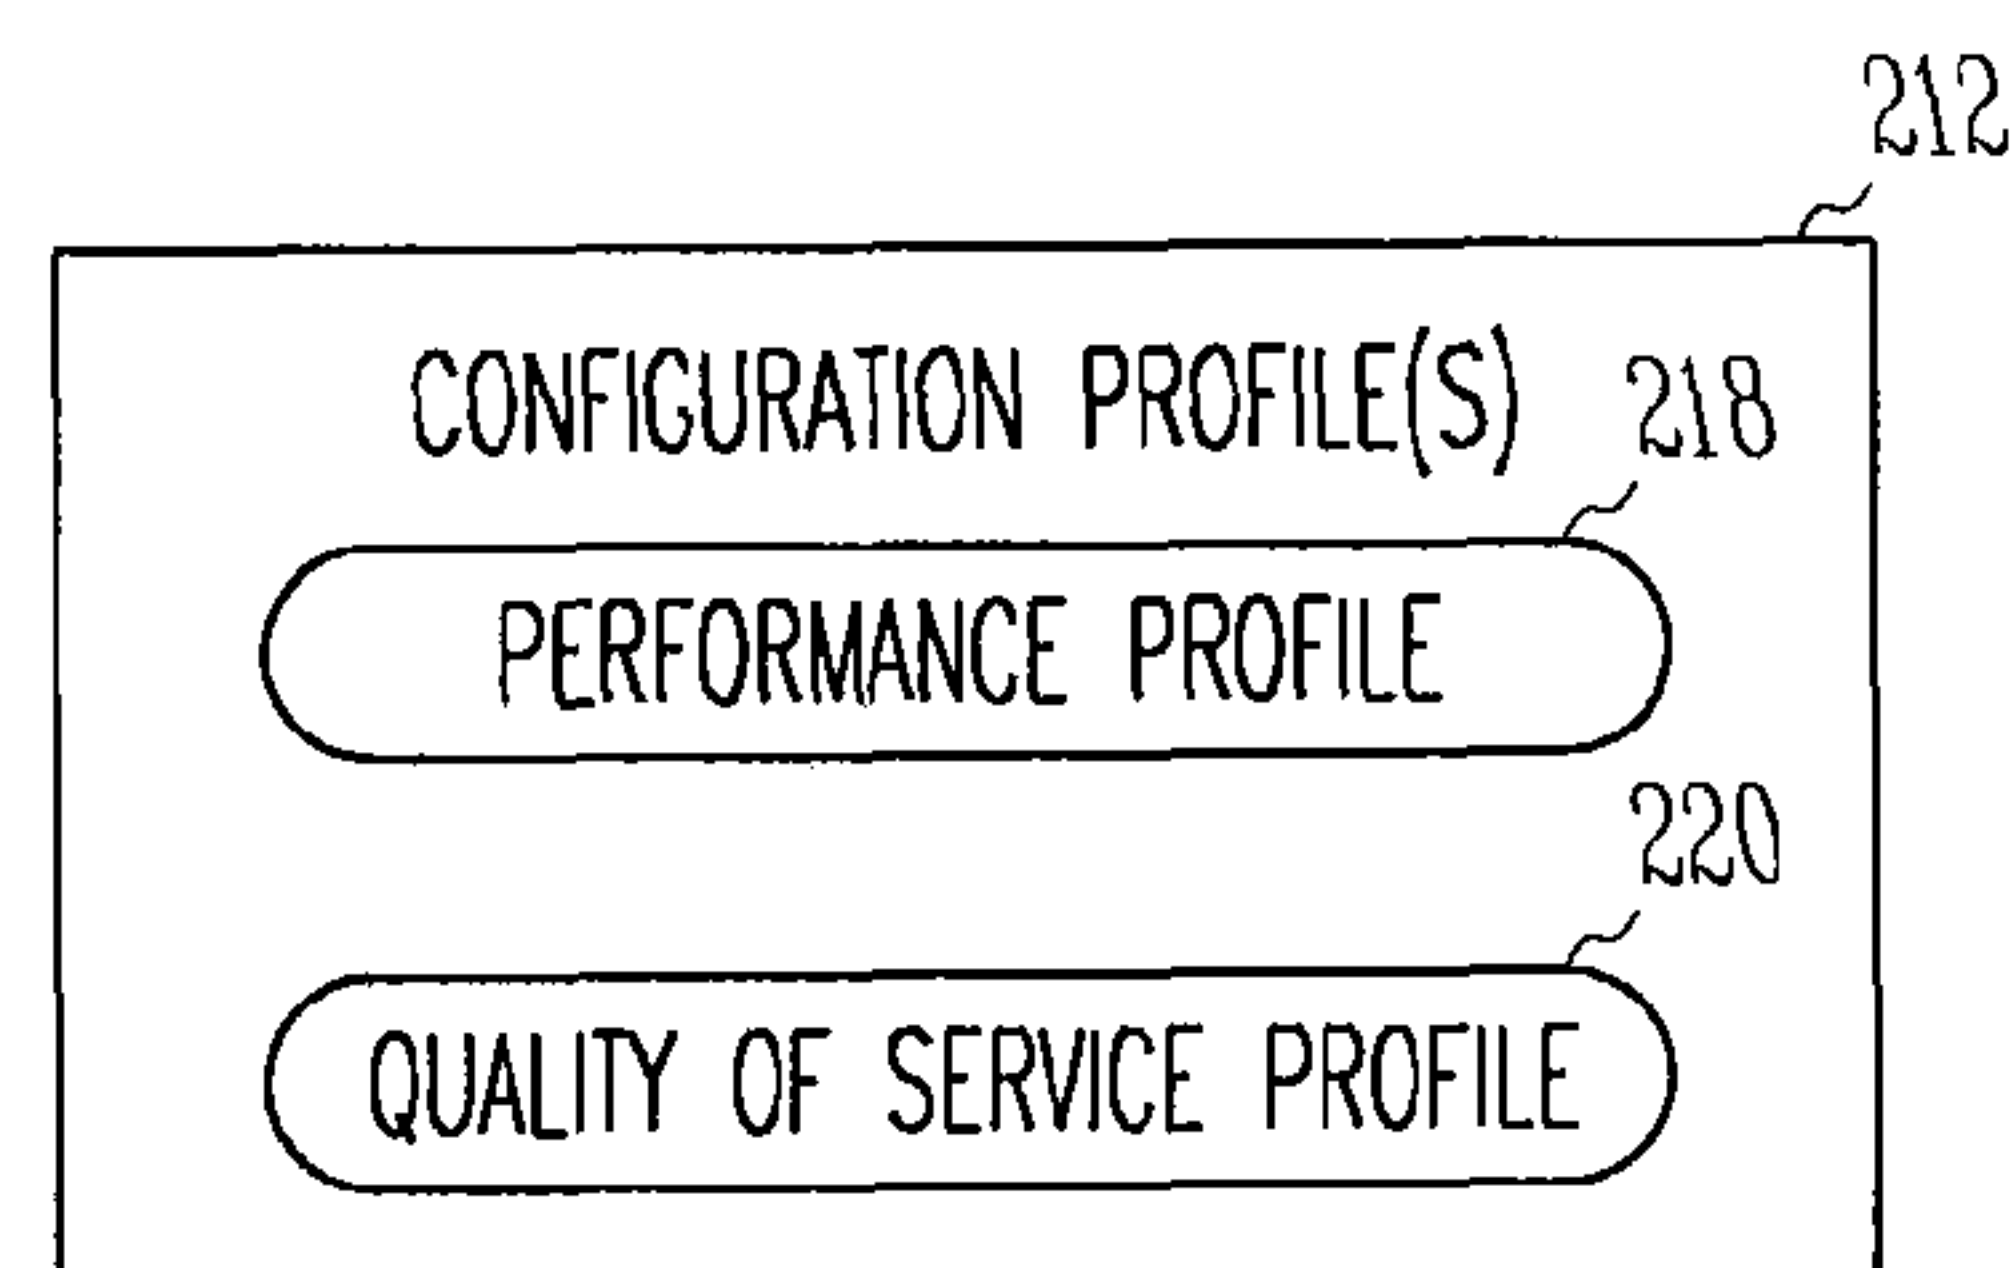 212
CONFIGURATION PROFILE(S)
218
PERFORMANCE PROFILE
220
QUALITY OF SERVICE PROFILE